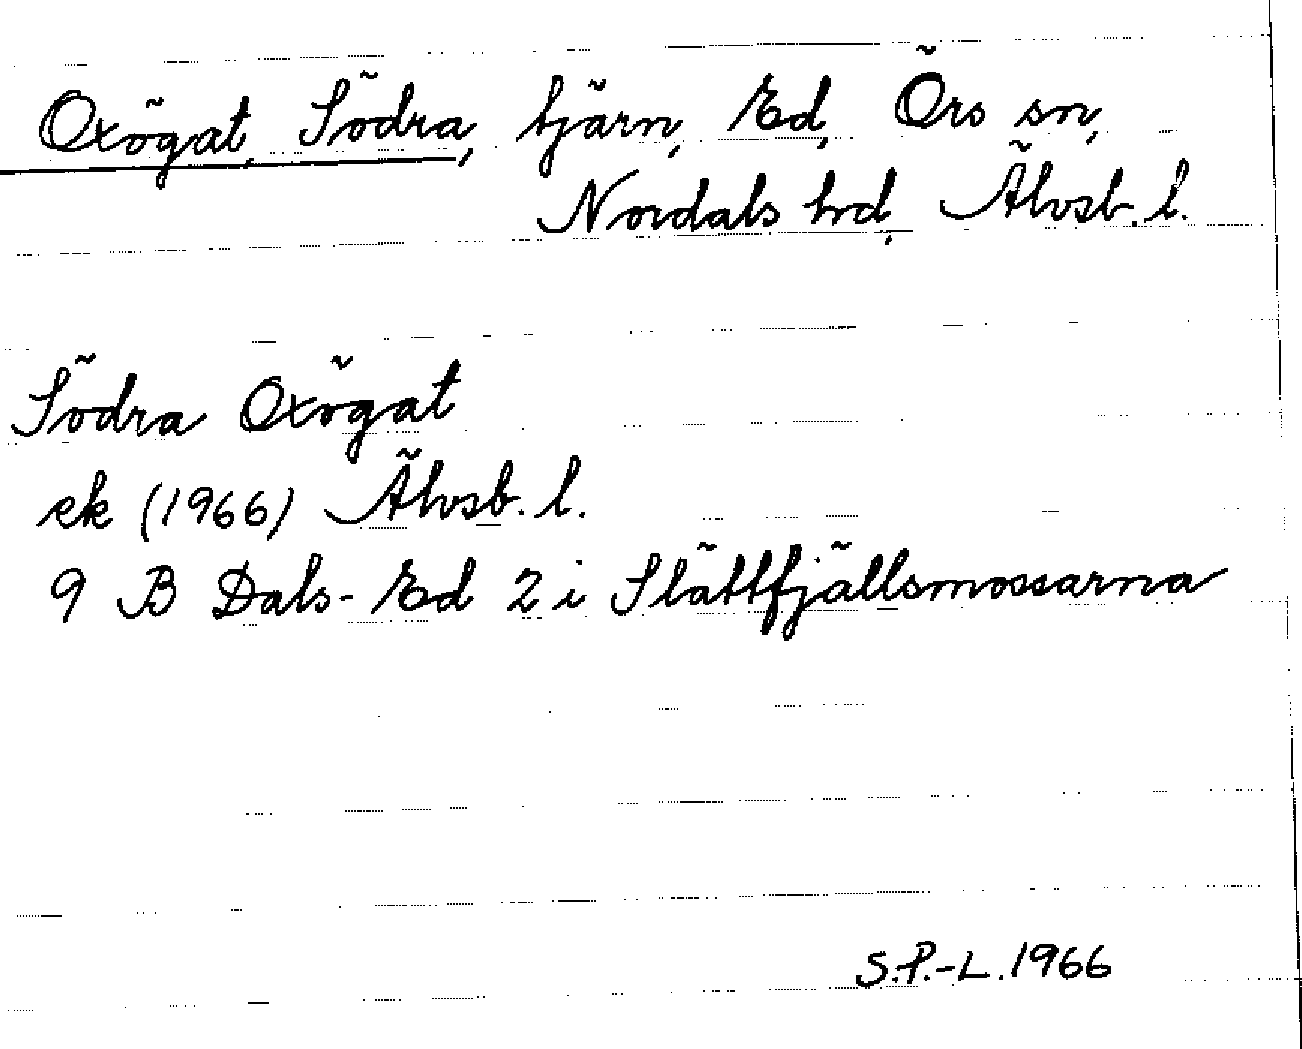 Oxögat, Södra, tjärn, Ed, Örs sn,
Nordals hrd, Älvsb. l.
Södra Oxögat
ek (1966) Älvsb. l.
9 B Dals-Ed 2 i Slättfjällsmossarna
S.P.-L. 1966